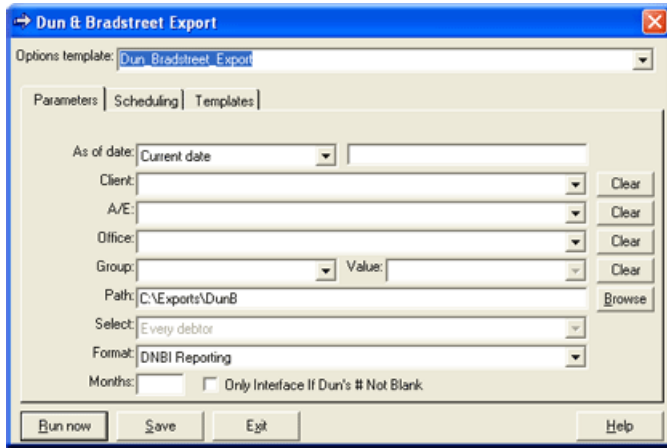 Dun & Bradstreet Export
Options template: Dun_Bradstreet_Export
Parameters Scheduling Templates
As of date: Current date
Client: Clear
A/E: Clear
Office: Clear
Group: Value: Clear
Path: C:\Exports\DunB Browse
Select: Every debtor
Format: DNBI Reporting
Months: Only Interface If Dun's # Not Blank
Run now Save Exit Help